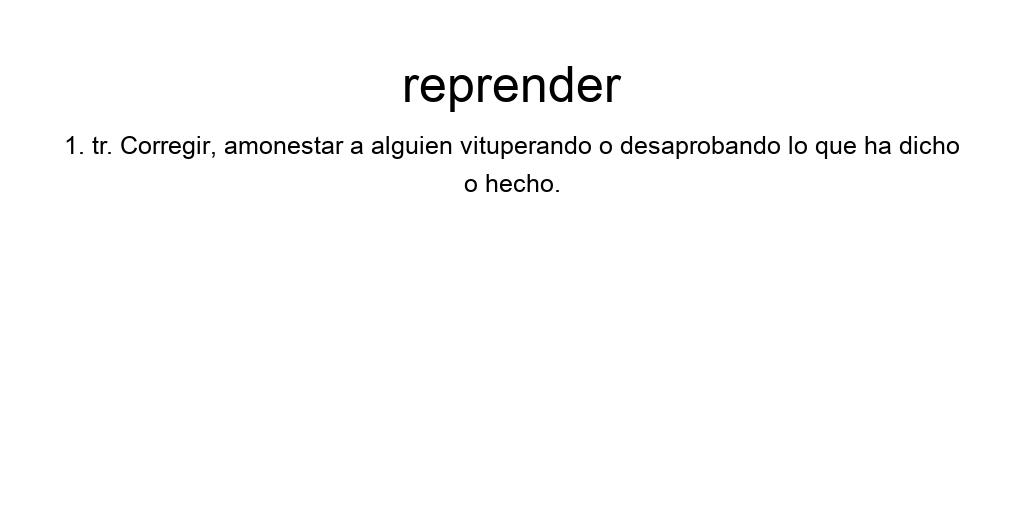 reprender
1. tr. Corregir, amonestar a alguien vituperando o desaprobando lo que ha dicho
o hecho.